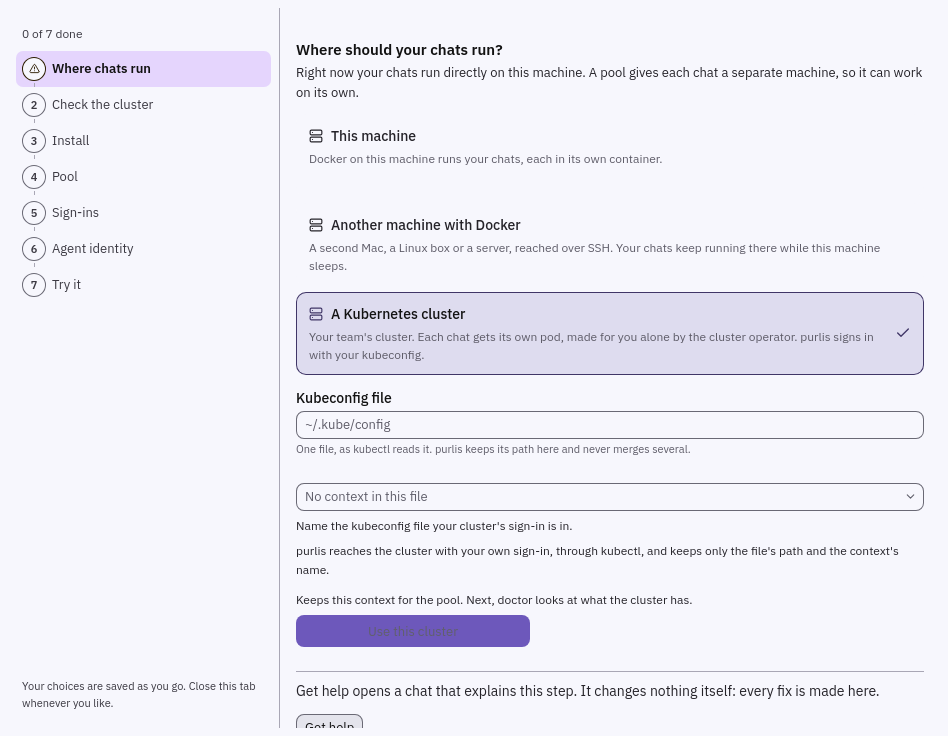 0 of 7 done
Where chats run
2 Check the cluster
3 Install
4 Pool
5 Sign-ins
6 Agent identity
7 Try it
Your choices are saved as you go. Close this tab
whenever you like.
Where should your chats run?
Right now your chats run directly on this machine. A pool gives each chat a separate machine, so it can work
on its own.
This machine
Docker on this machine runs your chats, each in its own container.
Another machine with Docker
A second Mac, a Linux box or a server, reached over SSH. Your chats keep running there while this machine
sleeps.
A Kubernetes cluster
Your team's cluster. Each chat gets its own pod, made for you alone by the cluster operator. purlis signs in
with your kubeconfig.
Kubeconfig file
~/.kube/config
One file, as kubectl reads it. purlis keeps its path here and never merges several.
No context in this file
Name the kubeconfig file your cluster's sign-in is in.
purlis reaches the cluster with your own sign-in, through kubectl, and keeps only the file's path and the context's
name.
Keeps this context for the pool. Next, doctor looks at what the cluster has.
Use this cluster
Get help opens a chat that explains this step. It changes nothing itself: every fix is made here.
Get help